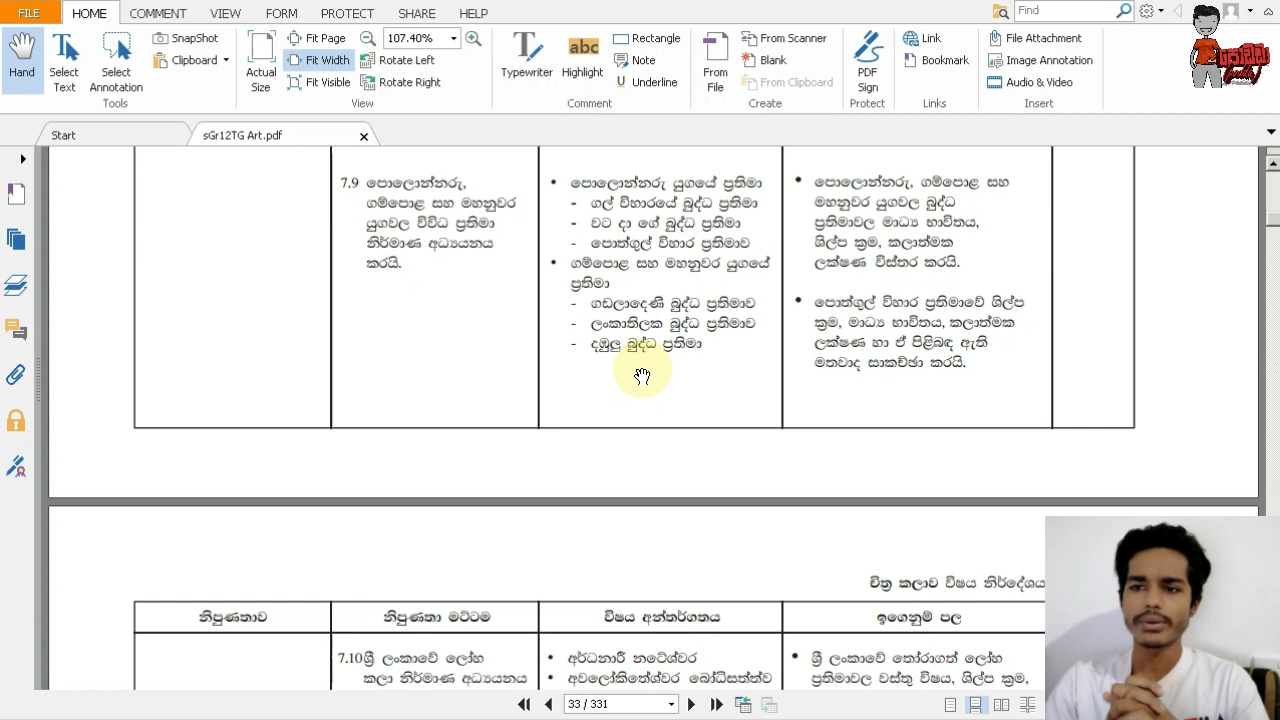 FILE HOME COMMENT VIEW FORM PROTECT SHARE HELP Find
Hand
Select Text
Select Annotation
SnapShot
Clipboard
Tools
Actual Size
Fit Page
Fit Width
Fit Visible
107.40%
Rotate Left
Rotate Right
View
Typewriter
abc
Highlight
Rectangle
Note
Underline
Comment
From File
From Scanner
Blank
From Clipboard
Create
PDF Sign
Protect
Link
Bookmark
Links
File Attachment
Image Annotation
Audio & Video
Insert
Start
sGr12TG Art.pdf
7.9 පොලොන්නරු,
ගම්පොළ සහ මහනුවර
යුගවල විවිධ ප්‍රතිමා
නිර්මාණ අධ්‍යයනය
කරයි.
• පොලොන්නරු යුගයේ ප්‍රතිමා
- ගල් විහාරයේ බුද්ධ ප්‍රතිමා
- වට දා ගේ බුද්ධ ප්‍රතිමා
- පොත්ගුල් විහාර ප්‍රතිමාව
• ගම්පොළ සහ මහනුවර යුගයේ
ප්‍රතිමා
- ගඩලාදෙණි බුද්ධ ප්‍රතිමාව
- ලංකාතිලක බුද්ධ ප්‍රතිමාව
- දඹුලු බුද්ධ ප්‍රතිමා
• පොලොන්නරු, ගම්පොළ සහ
මහනුවර යුගවල බුද්ධ
ප්‍රතිමාවල මාධ්‍ය භාවිතය,
ශිල්ප ක්‍රම, කලාත්මක
ලක්ෂණ විස්තර කරයි.
• පොත්ගුල් විහාර ප්‍රතිමාවේ ශිල්ප
ක්‍රම, මාධ්‍ය භාවිතය, කලාත්මක
ලක්ෂණ හා ඒ පිළිබඳ ඇති
මතවාද සාකච්ඡා කරයි.
චිත්‍ර කලාව විෂය නිර්දේශය
නිපුණතාව නිපුණතා මට්ටම විෂය අන්තර්ගතය ඉගෙනුම් පල
7.10 ශ්‍රී ලංකාවේ ලෝහ
කලා නිර්මාණ අධ්‍යයනය
• අර්ධනාරී නටේශ්වර
• අවලෝකිතේශ්වර බෝධිසත්ත්ව
• ශ්‍රී ලංකාවේ තෝරාගත් ලෝහ
ප්‍රතිමාවල වස්තු විෂය, ශිල්ප ක්‍රම,
33 / 331